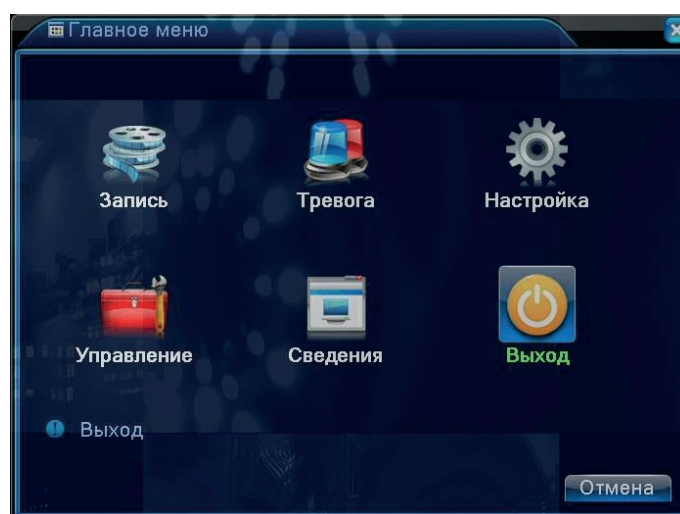 Главное меню
Запись Тревога Настройка
Управление Сведения Выход
Выход
Отмена